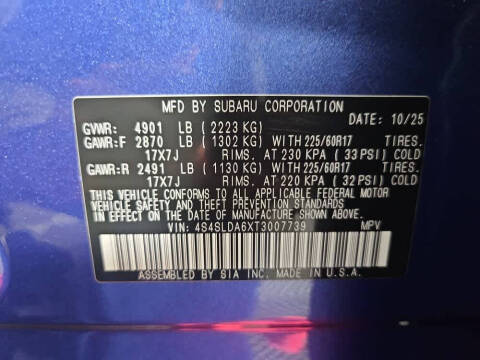 MFD BY SUBARU CORPORATION DATE: 10/25
GVWR: 4901 LB ( 2223 KG)
GAWR:F 2870 LB ( 1302 KG) WITH 225/60R17 TIRES.
17X7J RIMS. AT 230 KPA ( 33 PSI) COLD
GAWR:R 2491 LB ( 1130 KG) WITH 225/60R17 TIRES.
17X7J RIMS. AT 220 KPA ( 32 PSI) COLD
THIS VEHICLE CONFORMS TO ALL APPLICABLE FEDERAL MOTOR
VEHICLE SAFETY AND THEFT PREVENTION STANDARDS IN EFFECT
ON THE DATE OF MANUFACTURE SHOWN ABOVE.
VIN: 4S4SLDA6XT3007739 MPV
ASSEMBLED BY SIA INC. MADE IN U.S.A.